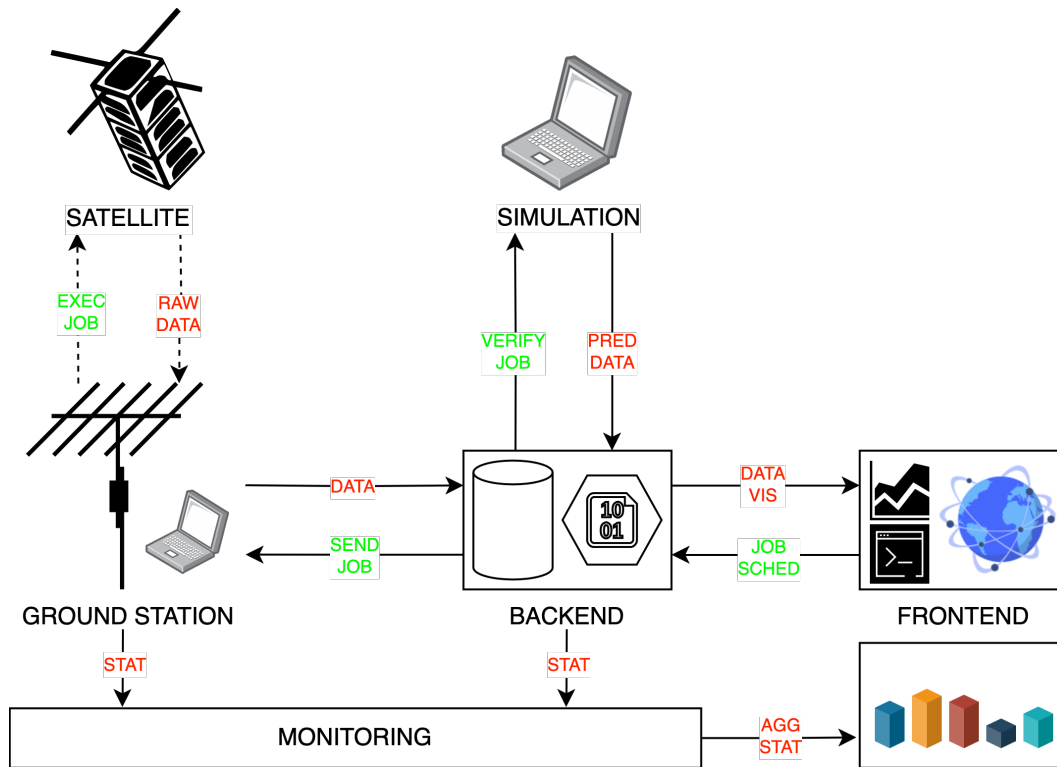 SATELLITE
SIMULATION
EXEC
JOB
RAW
DATA
VERIFY
JOB
PRED
DATA
DATA
SEND
JOB
10
01
DATA
VIS
JOB
SCHED
>_
GROUND STATION
BACKEND
FRONTEND
STAT
STAT
MONITORING
AGG
STAT